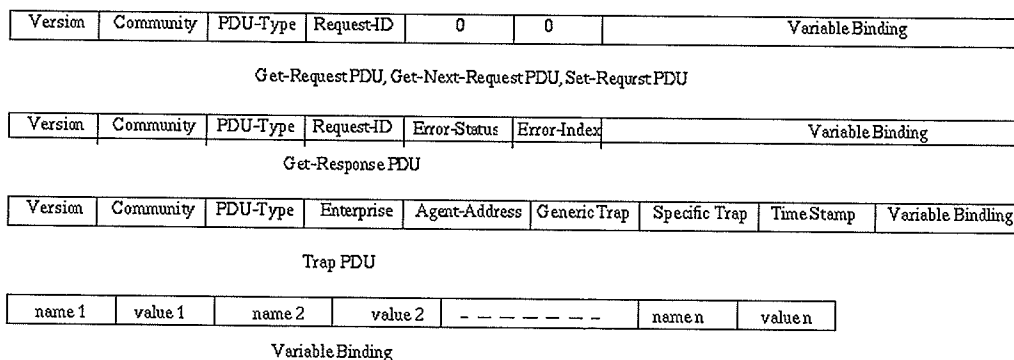 Version Community PDU-Type Request-ID 0 0 Variable Binding
Get-Request PDU, Get-Next-Request PDU, Set-Requrst PDU
Version Community PDU-Type Request-ID Error-Status Error-Index Variable Binding
Get-Response PDU
Version Community PDU-Type Enterprise Agent-Address Generic Trap Specific Trap Time Stamp Variable Bindling
Trap PDU
name 1 value 1 name 2 value 2 – – – – – – – name n value n
Variable Binding